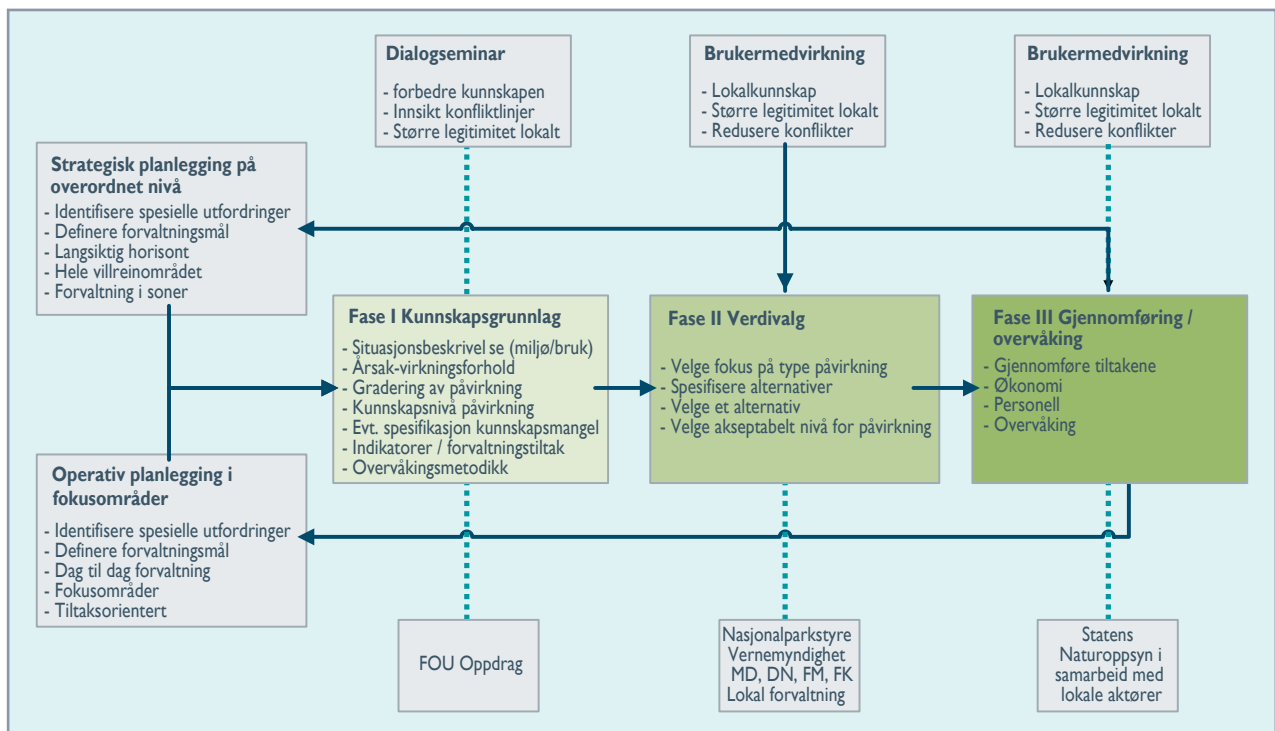 Dialogseminar
- forbedre kunnskapen
- Innsikt konfliktlinjer
- Større legitimitet lokalt
Brukermedvirkning
- Lokalkunnskap
- Større legitimitet lokalt
- Redusere konflikter
Brukermedvirkning
- Lokalkunnskap
- Større legitimitet lokalt
- Redusere konflikter
Strategisk planlegging på
overordnet nivå
- Identifisere spesielle utfordringer
- Definere forvaltningsmål
- Langsiktig horisont
- Hele villreinområdet
- Forvaltning i soner
Fase I Kunnskapsgrunnlag
- Situasjonsbeskrivel se (miljø/bruk)
- Årsak-virkningsforhold
- Gradering av påvirkning
- Kunnskapsnivå påvirkning
- Evt. spesifikasjon kunnskapsmangel
- Indikatorer / forvaltningstiltak
- Overvåkingsmetodikk
Fase II Verdivalg
- Velge fokus på type påvirkning
- Spesifisere alternativer
- Velge et alternativ
- Velge akseptabelt nivå for påvirkning
Fase III Gjennomføring /
overvåking
- Gjennomføre tiltakene
- Økonomi
- Personell
- Overvåking
Operativ planlegging i
fokusområder
- Identifisere spesielle utfordringer
- Definere forvaltningsmål
- Dag til dag forvaltning
- Fokusområder
- Tiltaksorientert
FOU Oppdrag
Nasjonalparkstyre
Vernemyndighet
MD, DN, FM, FK
Lokal forvaltning
Statens
Naturoppsyn i
samarbeid med
lokale aktører